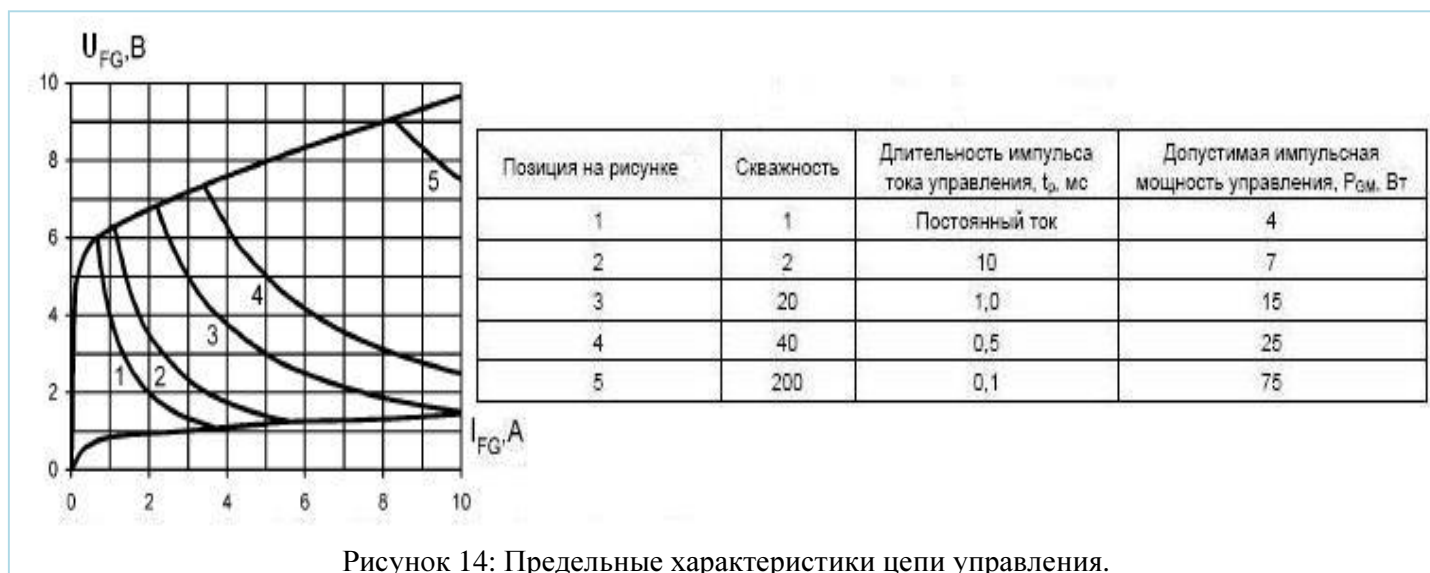 U_FG,В
10
8
6
4
2
0
0 2 4 6 8 10
I_FG,А
1
2
3
4
5
Позиция на рисунке Скважность Длительность импульса тока управления, tₚ, мс Допустимая импульсная мощность управления, P_GM, Вт
1 1 Постоянный ток 4
2 2 10 7
3 20 1,0 15
4 40 0,5 25
5 200 0,1 75
Рисунок 14: Предельные характеристики цепи управления.